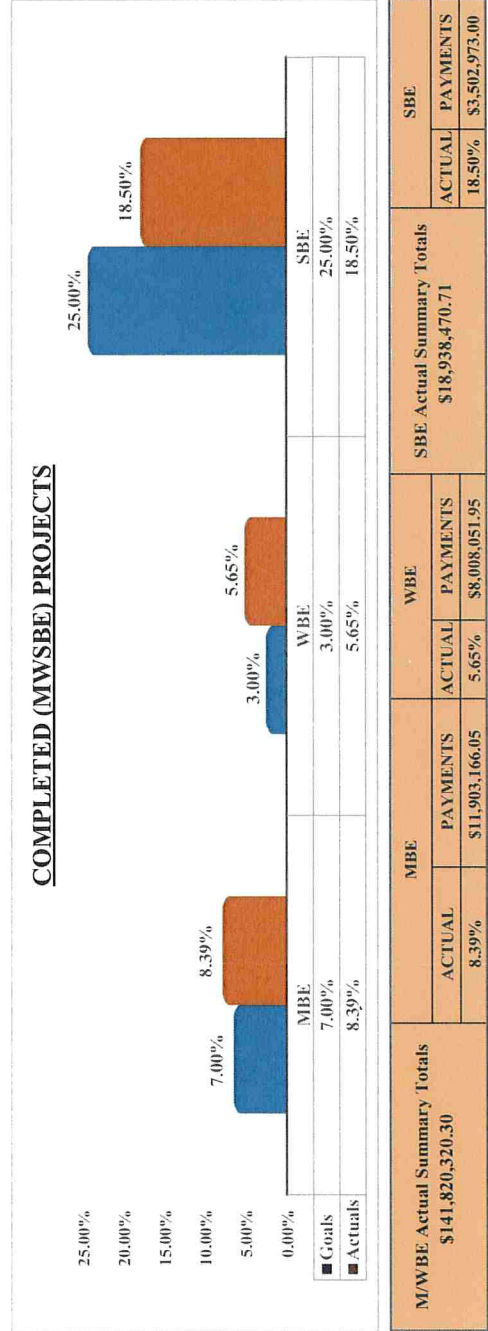 COMPLETED (MWSBE) PROJECTS
25.00%
20.00%
15.00%
10.00%
5.00%
0.00%
7.00%
8.39%
3.00%
5.65%
25.00%
18.50%
MBE WBE SBE
Goals 7.00% 3.00% 25.00%
Actuals 8.39% 5.65% 18.50%
M/WBE Actual Summary Totals
$141,820,320.30
MBE
ACTUAL PAYMENTS
8.39% $11,903,166.05
WBE
ACTUAL PAYMENTS
5.65% $8,008,051.95
SBE Actual Summary Totals
$18,938,470.71
SBE
ACTUAL PAYMENTS
18.50% $3,502,973.00